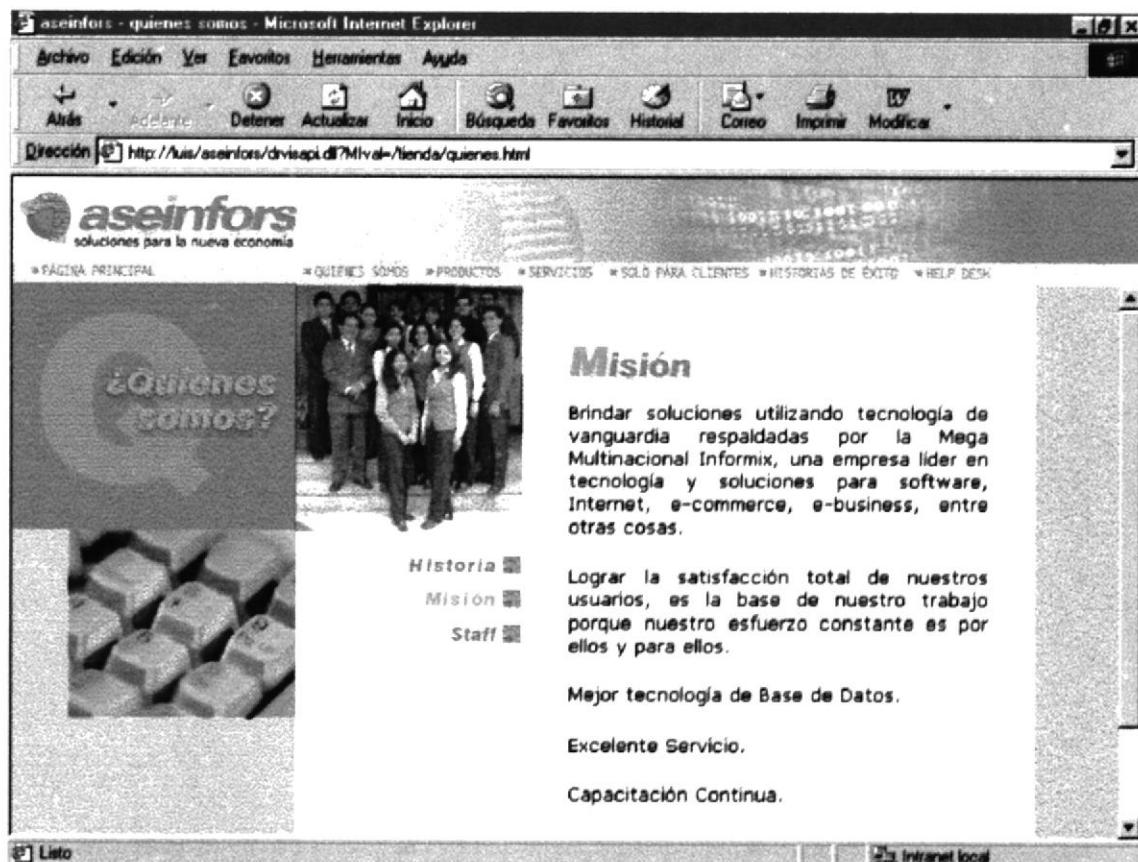 aseinfors - quienes somos - Microsoft Internet Explorer
Archivo Edición Ver Favoritos Herramientas Ayuda
Atrás Adelante Detener Actualizar Inicio Búsqueda Favoritos Historial Correo Imprimir Modificar
Dirección http://luis/aseinfors/drvisapi.dll?MIval=/tienda/quienes.html
aseinfors
soluciones para la nueva economía
PÁGINA PRINCIPAL QUIENES SOMOS PRODUCTOS SERVICIOS SOLO PARA CLIENTES HISTORIAS DE ÉXITO HELP DESK
¿Quienes
somos?
Historia
Misión
Staff
Misión
Brindar soluciones utilizando tecnología de
vanguardia respaldadas por la Mega
Multinacional Informix, una empresa líder en
tecnología y soluciones para software,
Internet, e-commerce, e-business, entre
otras cosas.
Lograr la satisfacción total de nuestros
usuarios, es la base de nuestro trabajo
porque nuestro esfuerzo constante es por
ellos y para ellos.
Mejor tecnología de Base de Datos.
Excelente Servicio.
Capacitación Continua.
Listo Intranet local